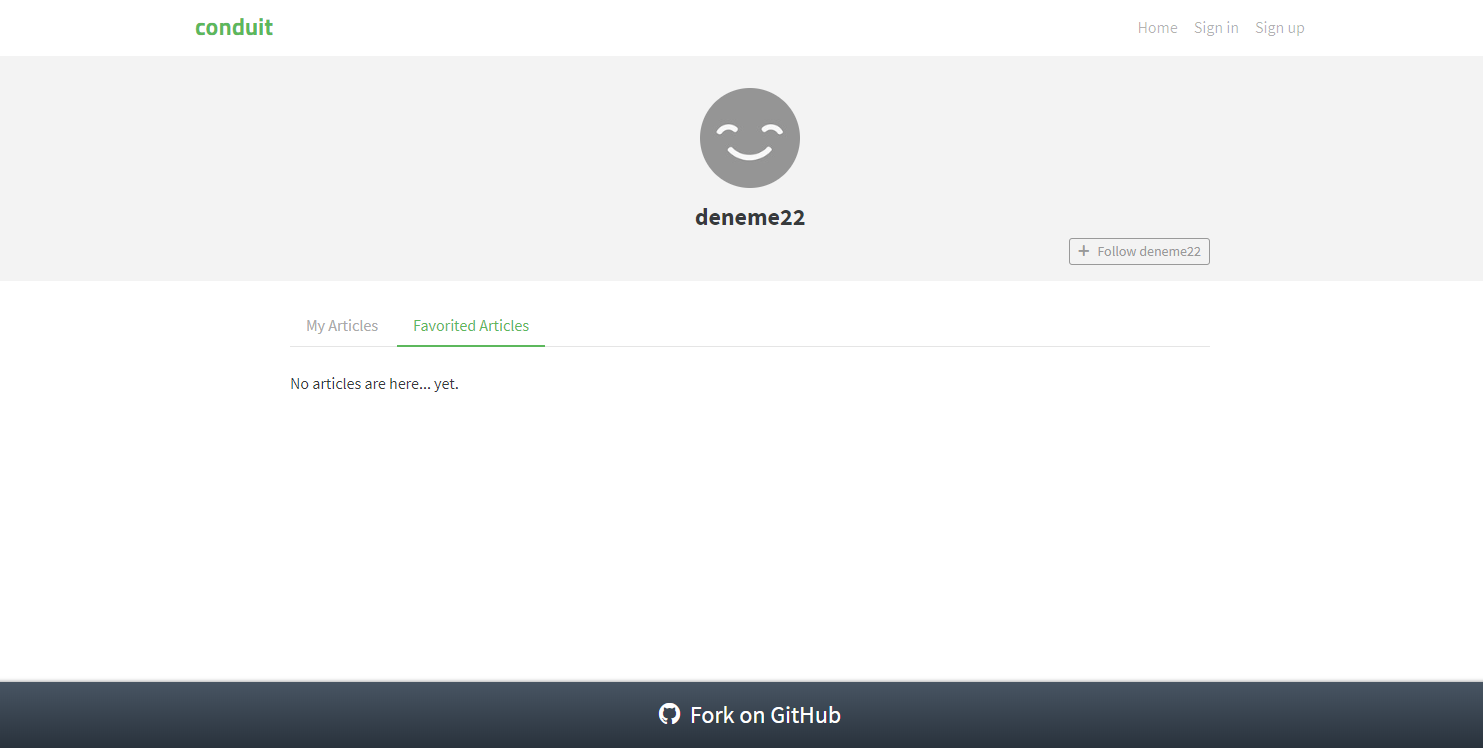 conduit
Home Sign in Sign up
deneme22
Follow deneme22
My Articles Favorited Articles
No articles are here... yet.
Fork on GitHub